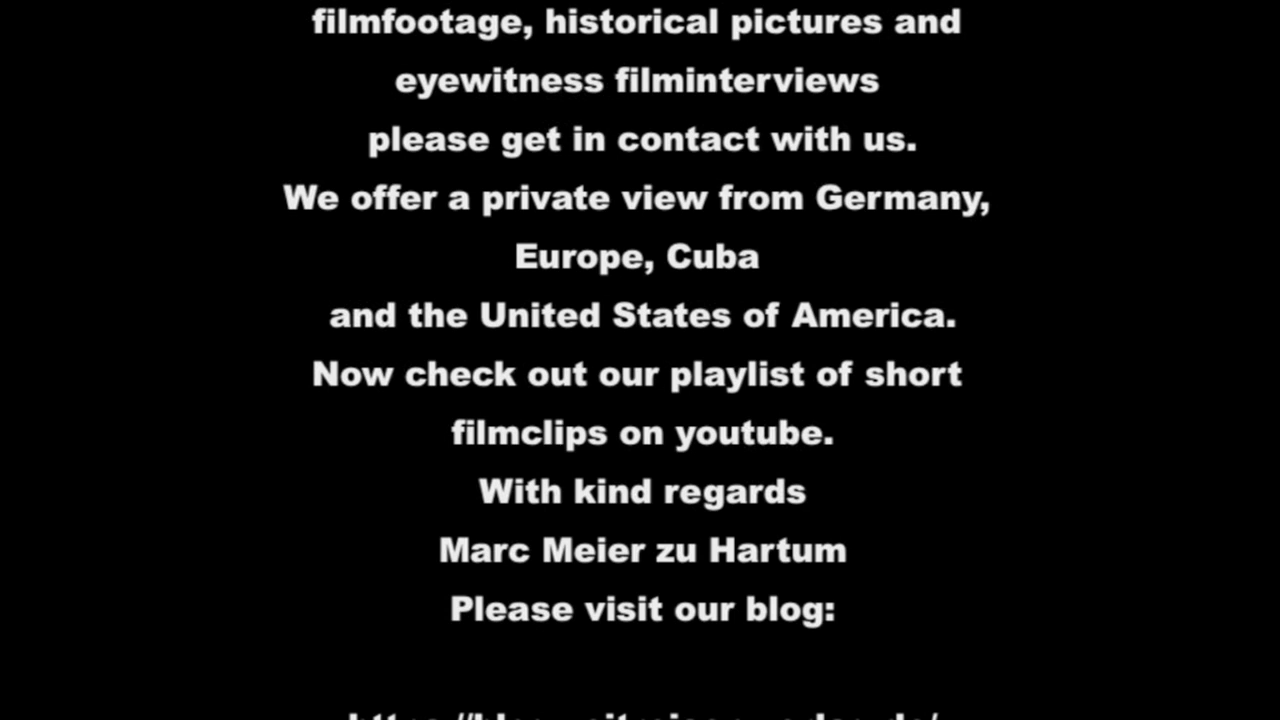 filmfootage, historical pictures and
eyewitness filminterviews
please get in contact with us.
We offer a private view from Germany,
Europe, Cuba
and the United States of America.
Now check out our playlist of short
filmclips on youtube.
With kind regards
Marc Meier zu Hartum
Please visit our blog: